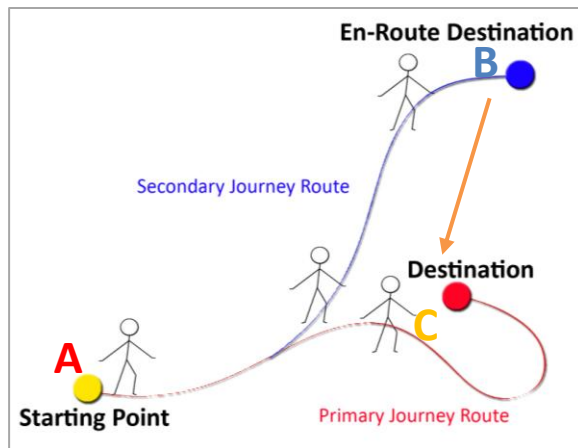 En-Route Destination
B
Secondary Journey Route
Destination
C
A
Starting Point
Primary Journey Route